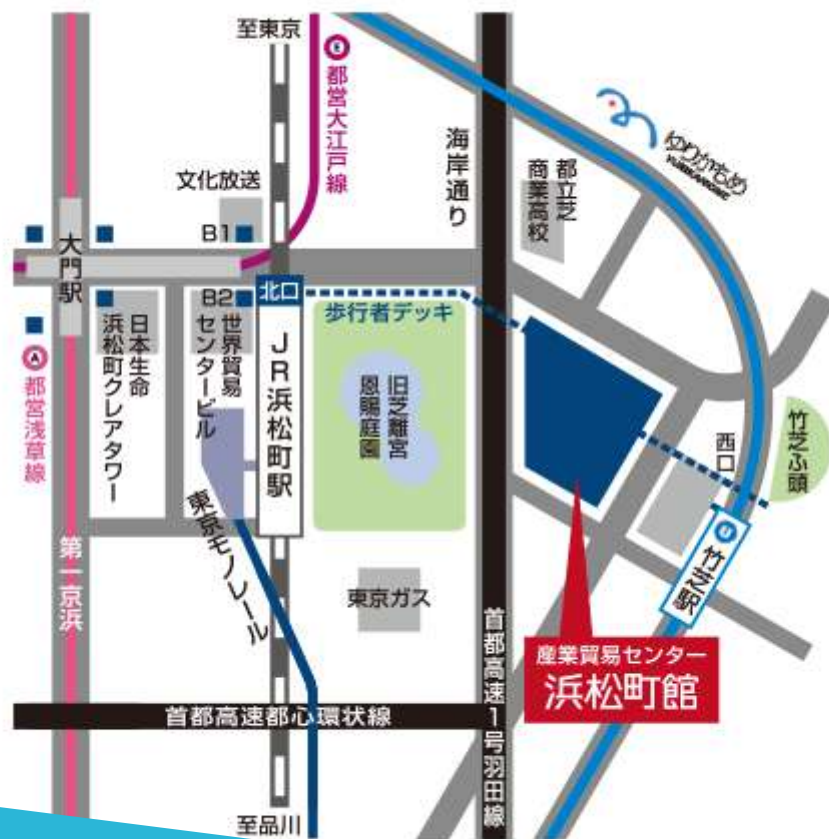 至東京
E
都営大江戸線
海岸通り
ゆりかもめ
YURIKAMOME
都立芝
商業高校
文化放送
B1
大門駅
B2
北口
歩行者デッキ
日本生命
浜松町クレアタワー
世界貿易
センタービル
JR浜松町駅
旧芝離宮
恩賜庭園
A
都営浅草線
西口
竹芝ふ頭
U
竹芝駅
第一京浜
東京モノレール
東京ガス
産業貿易センター
浜松町館
首都高速都心環状線
首都高速1号羽田線
至品川